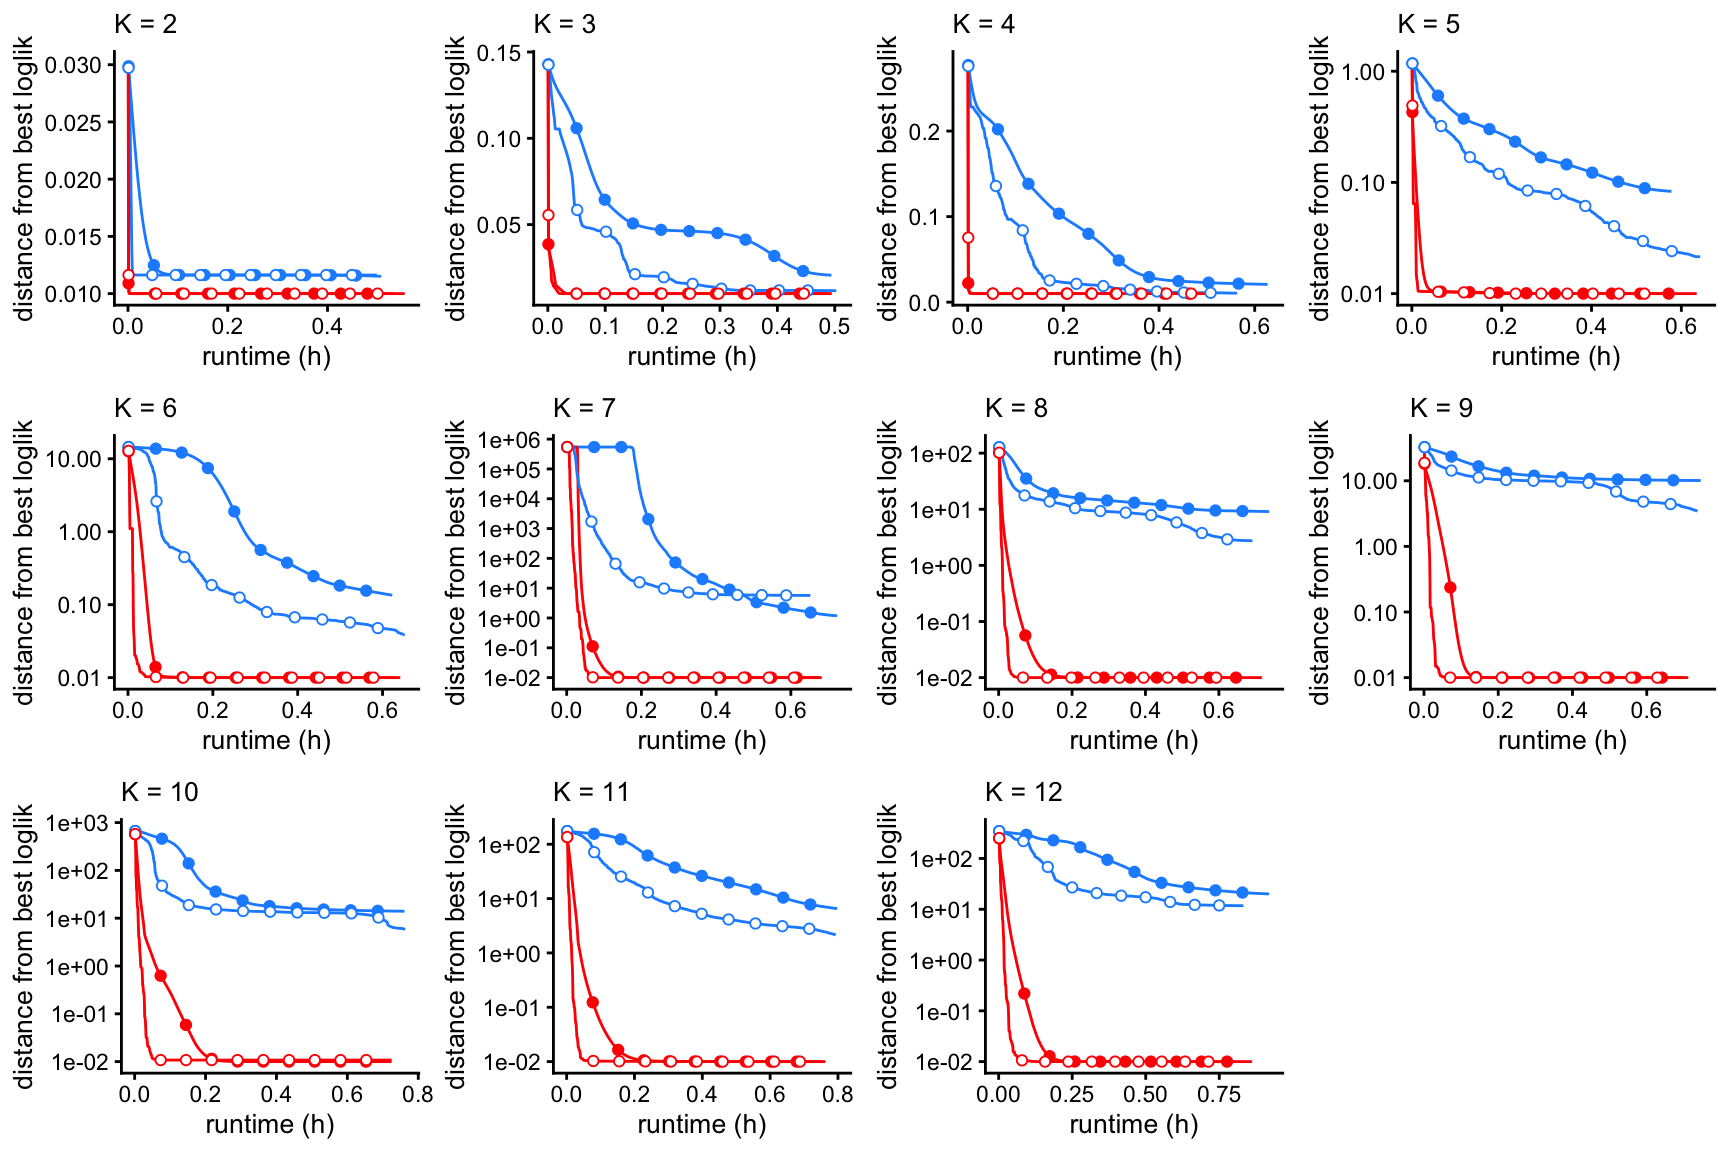 K = 2
distance from best loglik
0.030
0.025
0.020
0.015
0.010
0.0 0.2 0.4
runtime (h)
K = 3
distance from best loglik
0.15
0.10
0.05
0.0 0.1 0.2 0.3 0.4 0.5
runtime (h)
K = 4
distance from best loglik
0.2
0.1
0.0
0.0 0.2 0.4 0.6
runtime (h)
K = 5
distance from best loglik
1.00
0.10
0.01
0.0 0.2 0.4 0.6
runtime (h)
K = 6
distance from best loglik
10.00
1.00
0.10
0.01
0.0 0.2 0.4 0.6
runtime (h)
K = 7
distance from best loglik
1e+06
1e+05
1e+04
1e+03
1e+02
1e+01
1e+00
1e-01
1e-02
0.0 0.2 0.4 0.6
runtime (h)
K = 8
distance from best loglik
1e+02
1e+01
1e+00
1e-01
1e-02
0.0 0.2 0.4 0.6
runtime (h)
K = 9
distance from best loglik
10.00
1.00
0.10
0.01
0.0 0.2 0.4 0.6
runtime (h)
K = 10
distance from best loglik
1e+03
1e+02
1e+01
1e+00
1e-01
1e-02
0.0 0.2 0.4 0.6 0.8
runtime (h)
K = 11
distance from best loglik
1e+02
1e+01
1e+00
1e-01
1e-02
0.0 0.2 0.4 0.6 0.8
runtime (h)
K = 12
distance from best loglik
1e+02
1e+01
1e+00
1e-01
1e-02
0.00 0.25 0.50 0.75
runtime (h)